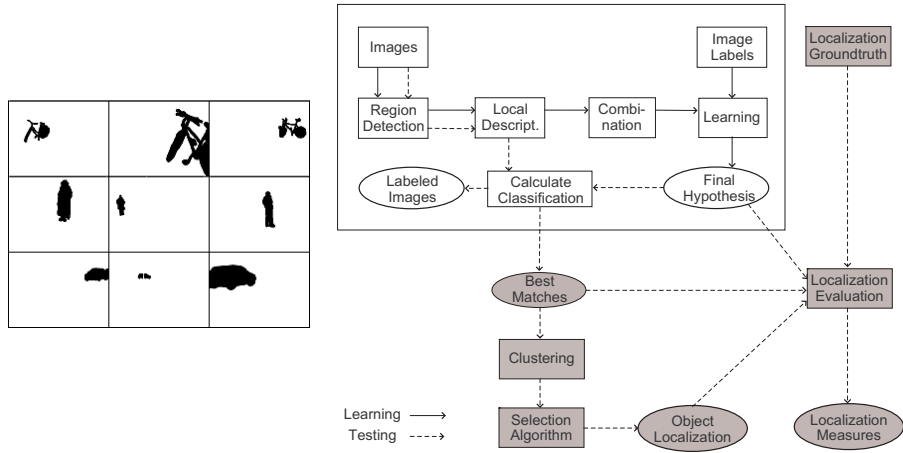 Images
Image
Labels
Localization
Groundtruth
Region
Detection
Local
Descript.
Combi-
nation
Learning
Labeled
Images
Calculate
Classification
Final
Hypothesis
Best
Matches
Localization
Evaluation
Clustering
Learning
Testing
Selection
Algorithm
Object
Localization
Localization
Measures